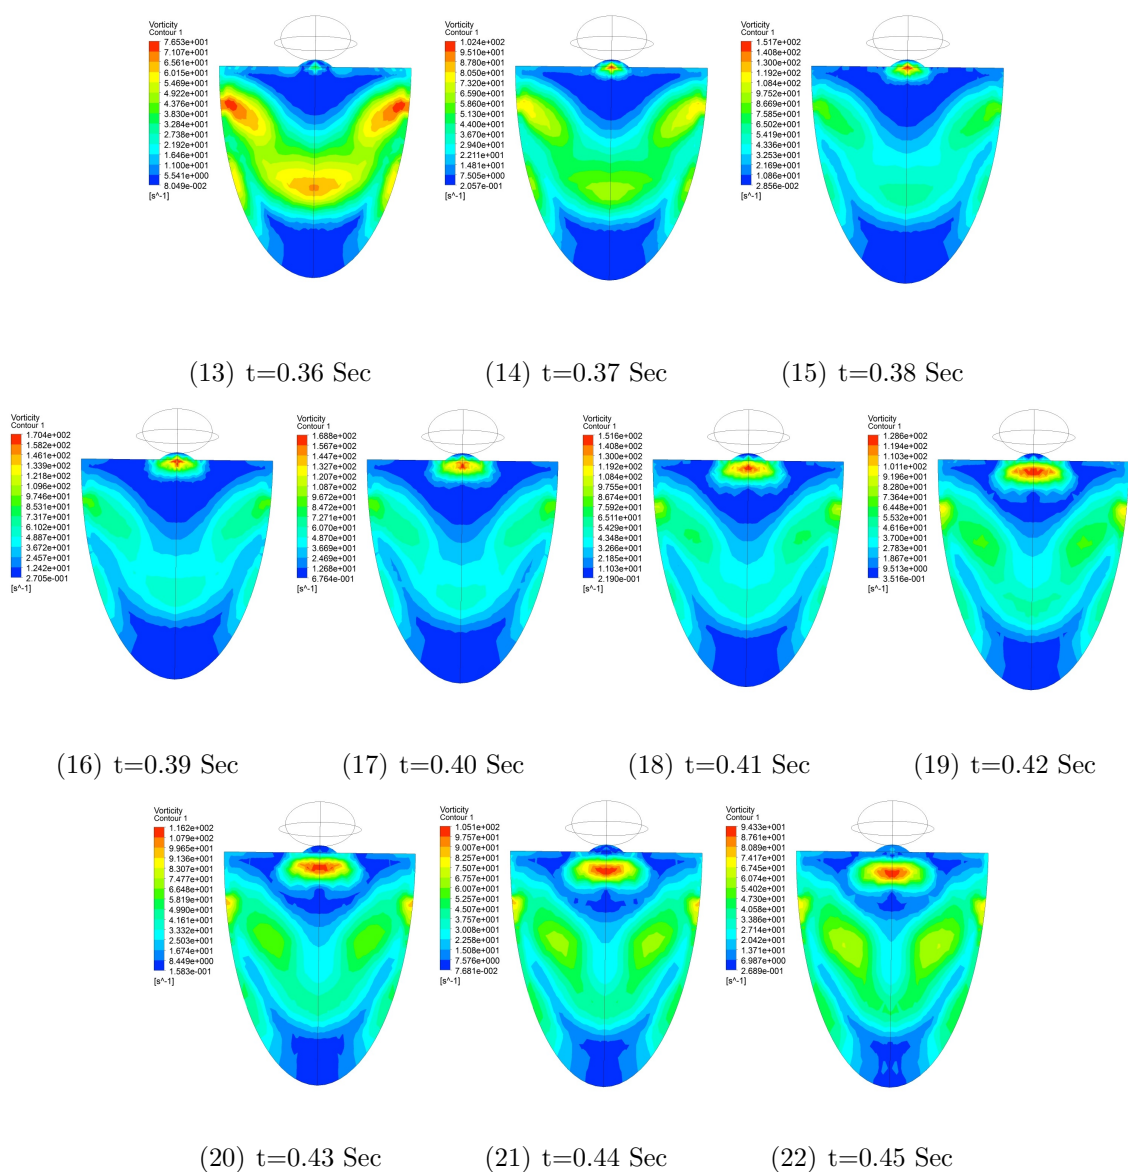 Vorticity
Contour 1
7.653e+001
7.107e+001
6.561e+001
6.015e+001
5.469e+001
4.922e+001
4.376e+001
3.830e+001
3.284e+001
2.738e+001
2.192e+001
1.646e+001
1.100e+001
5.541e+000
8.049e-002
[s^-1]
(13) t=0.36 Sec
Vorticity
Contour 1
1.024e+002
9.510e+001
8.780e+001
8.050e+001
7.320e+001
6.590e+001
5.860e+001
5.130e+001
4.400e+001
3.670e+001
2.940e+001
2.211e+001
1.481e+001
7.505e+000
2.057e-001
[s^-1]
(14) t=0.37 Sec
Vorticity
Contour 1
1.517e+002
1.408e+002
1.300e+002
1.192e+002
1.084e+002
9.752e+001
8.669e+001
7.585e+001
6.502e+001
5.419e+001
4.336e+001
3.253e+001
2.169e+001
1.086e+001
2.856e-002
[s^-1]
(15) t=0.38 Sec
Vorticity
Contour 1
1.704e+002
1.582e+002
1.461e+002
1.339e+002
1.218e+002
1.096e+002
9.746e+001
8.531e+001
7.317e+001
6.102e+001
4.887e+001
3.672e+001
2.457e+001
1.242e+001
2.705e-001
[s^-1]
(16) t=0.39 Sec
Vorticity
Contour 1
1.688e+002
1.567e+002
1.447e+002
1.327e+002
1.207e+002
1.087e+002
9.672e+001
8.472e+001
7.271e+001
6.070e+001
4.870e+001
3.669e+001
2.469e+001
1.268e+001
6.764e-001
[s^-1]
(17) t=0.40 Sec
Vorticity
Contour 1
1.516e+002
1.408e+002
1.300e+002
1.192e+002
1.084e+002
9.755e+001
8.674e+001
7.592e+001
6.511e+001
5.429e+001
4.348e+001
3.266e+001
2.185e+001
1.103e+001
2.190e-001
[s^-1]
(18) t=0.41 Sec
Vorticity
Contour 1
1.286e+002
1.194e+002
1.103e+002
1.011e+002
9.196e+001
8.280e+001
7.364e+001
6.448e+001
5.532e+001
4.616e+001
3.700e+001
2.783e+001
1.867e+001
9.513e+000
3.516e-001
[s^-1]
(19) t=0.42 Sec
Vorticity
Contour 1
1.162e+002
1.079e+002
9.965e+001
9.136e+001
8.307e+001
7.477e+001
6.648e+001
5.819e+001
4.990e+001
4.161e+001
3.332e+001
2.503e+001
1.674e+001
8.449e+000
1.583e-001
[s^-1]
(20) t=0.43 Sec
Vorticity
Contour 1
1.051e+002
9.757e+001
9.007e+001
8.257e+001
7.507e+001
6.757e+001
6.007e+001
5.257e+001
4.507e+001
3.757e+001
3.008e+001
2.258e+001
1.508e+001
7.576e+000
7.681e-002
[s^-1]
(21) t=0.44 Sec
Vorticity
Contour 1
9.433e+001
8.761e+001
8.089e+001
7.417e+001
6.745e+001
6.074e+001
5.402e+001
4.730e+001
4.058e+001
3.386e+001
2.714e+001
2.042e+001
1.371e+001
6.987e+000
2.689e-001
[s^-1]
(22) t=0.45 Sec